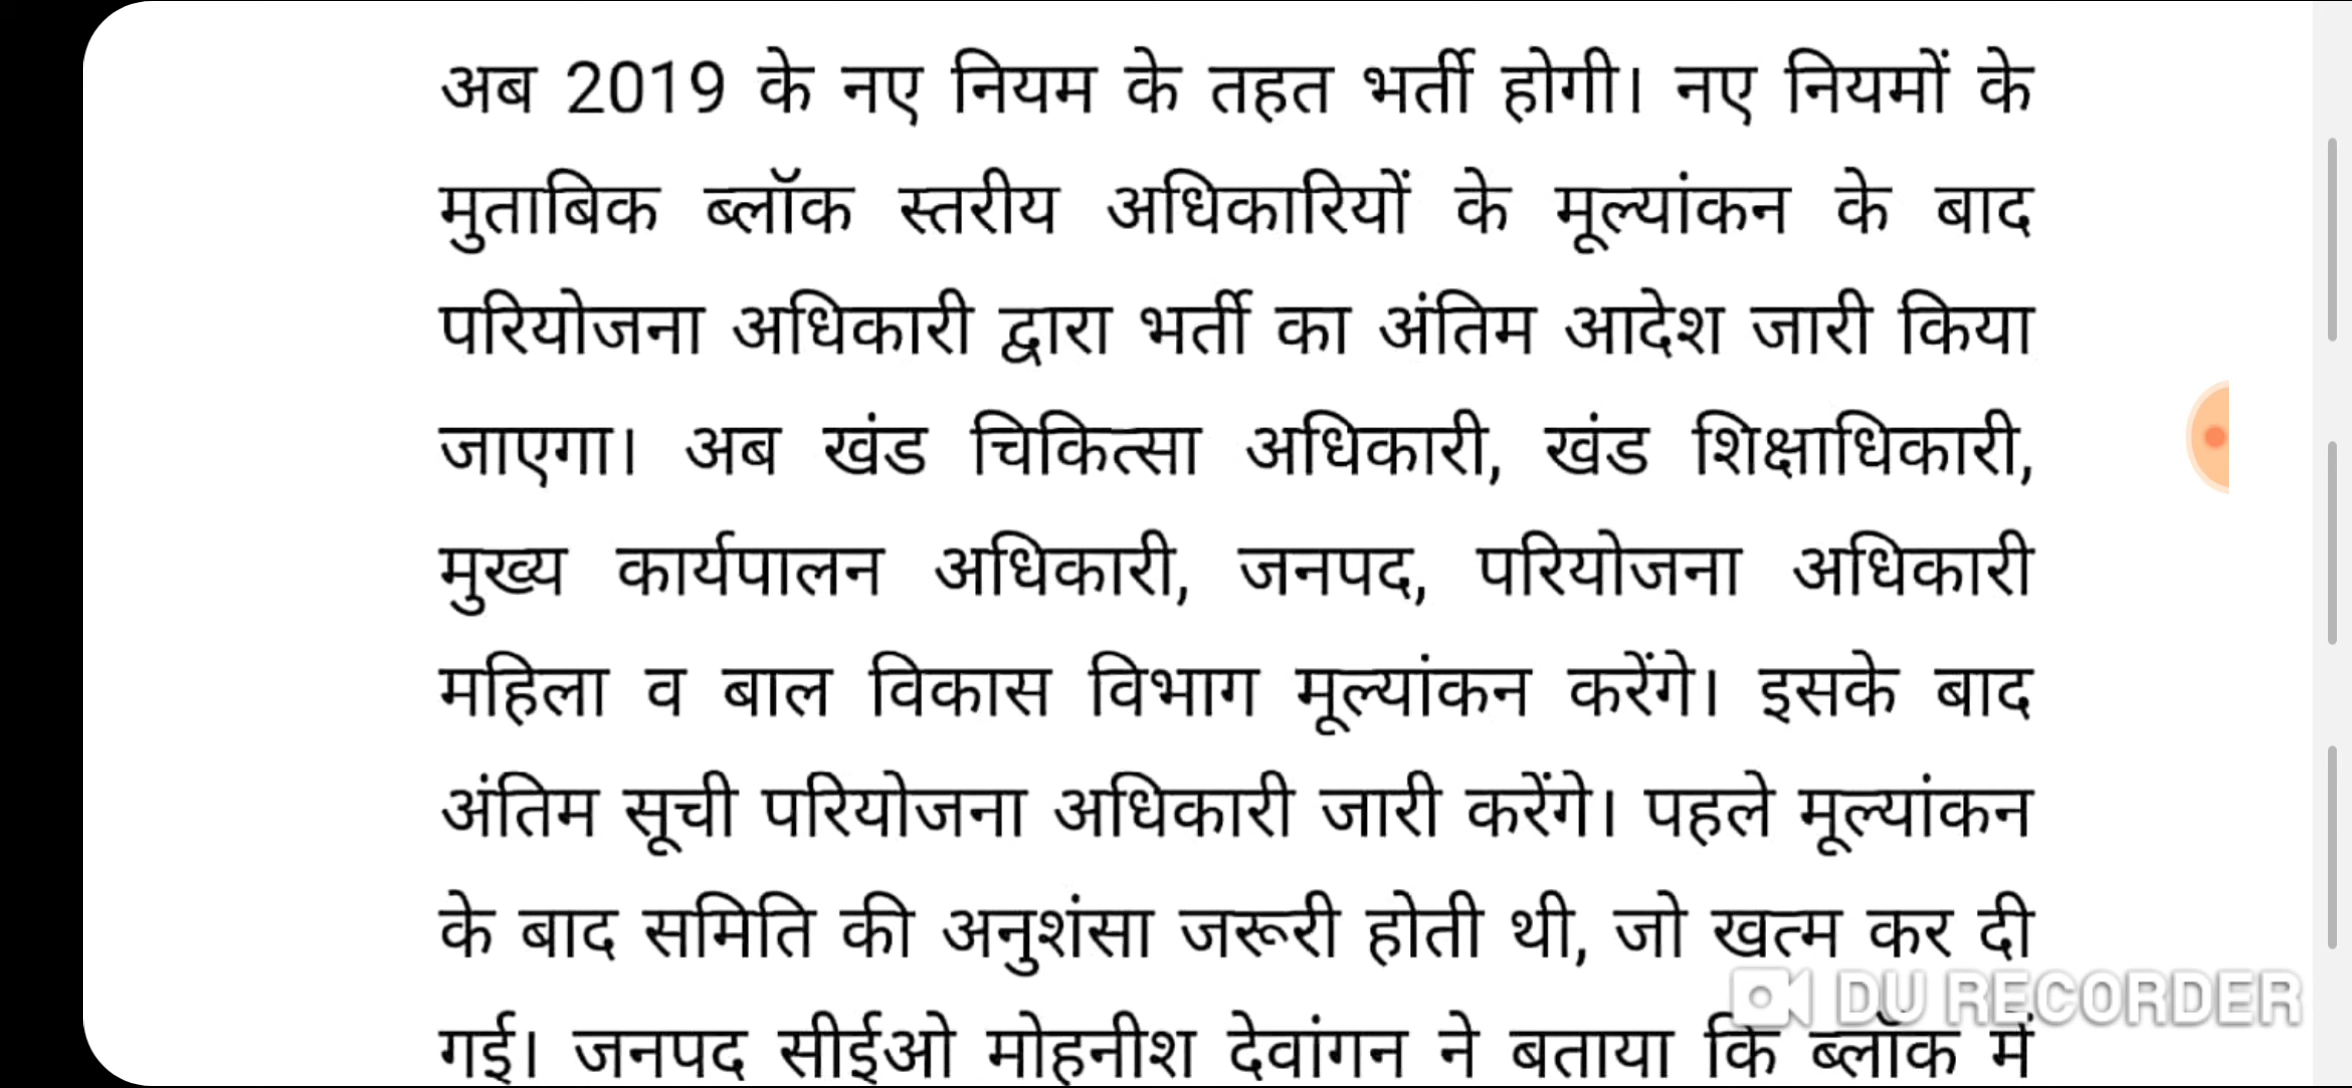 अब 2019 के नए नियम के तहत भर्ती होगी। नए नियमों के
मुताबिक ब्लॉक स्तरीय अधिकारियों के मूल्यांकन के बाद
परियोजना अधिकारी द्वारा भर्ती का अंतिम आदेश जारी किया
जाएगा। अब खंड चिकित्सा अधिकारी, खंड शिक्षाधिकारी,
मुख्य कार्यपालन अधिकारी, जनपद, परियोजना अधिकारी
महिला व बाल विकास विभाग मूल्यांकन करेंगे। इसके बाद
अंतिम सूची परियोजना अधिकारी जारी करेंगे। पहले मूल्यांकन
के बाद समिति की अनुशंसा जरूरी होती थी, जो खत्म कर दी
DU RECORDER
गई। जनपद सीईओ मोहनीश देवांगन ने बताया कि ब्लॉक में